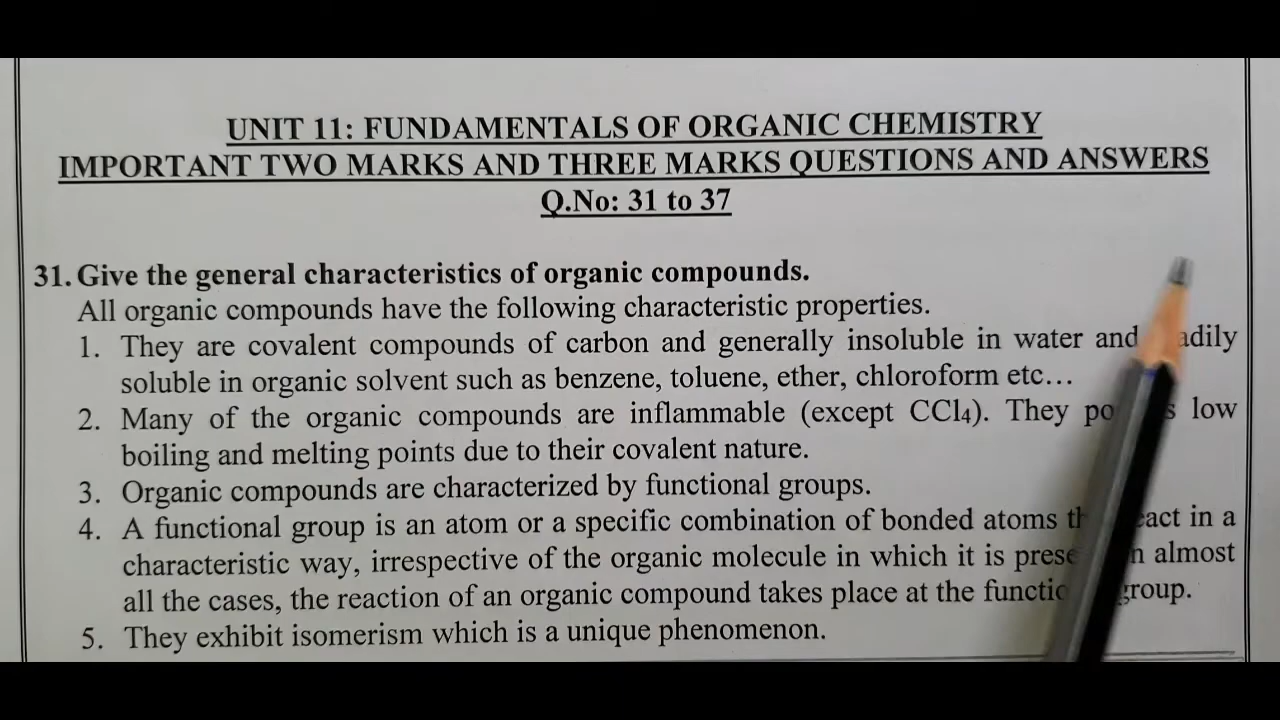 UNIT 11: FUNDAMENTALS OF ORGANIC CHEMISTRY
IMPORTANT TWO MARKS AND THREE MARKS QUESTIONS AND ANSWERS
Q.No: 31 to 37
31. Give the general characteristics of organic compounds.
All organic compounds have the following characteristic properties.
1. They are covalent compounds of carbon and generally insoluble in water and
soluble in organic solvent such as benzene, toluene, ether, chloroform etc...
2. Many of the organic compounds are inflammable (except CCl₄). They low
boiling and melting points due to their covalent nature.
3. Organic compounds are characterized by functional groups.
4. A functional group is an atom or a specific combination of bonded atoms in a
characteristic way, irrespective of the organic molecule in which it is almost
all the cases, the reaction of an organic compound takes place at the group.
5. They exhibit isomerism which is a unique phenomenon.